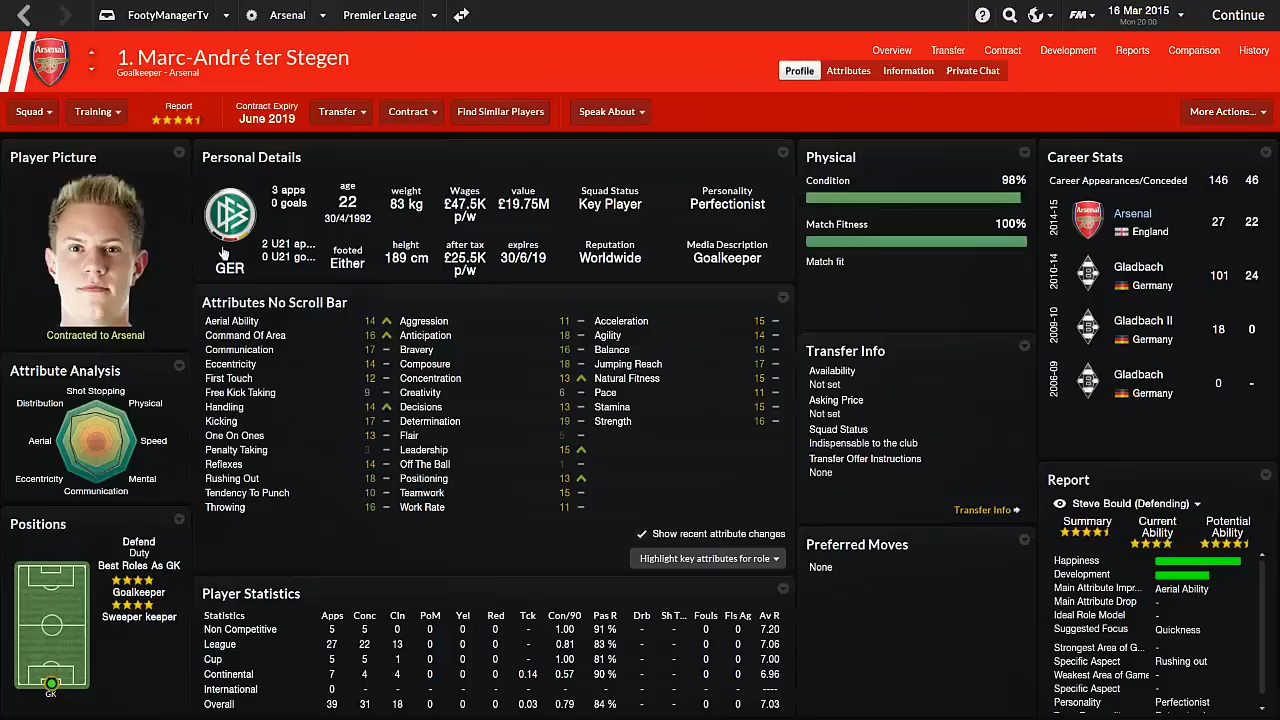 FootyManagerTv Arsenal Premier League FM 16 Mar 2015 Mon 20:00 Continue
Arsenal
1. Marc-André ter Stegen
Goalkeeper - Arsenal
Overview Transfer Contract Development Reports Comparison History
Profile Attributes Information Private Chat
Squad Training Report Contract Expiry June 2019 Transfer Contract Find Similar Players Speak About More Actions...
Player Picture
Contracted to Arsenal
Attribute Analysis
Shot Stopping
Distribution Physical
Aerial Speed
Eccentricity Mental
Communication
Positions
Defend
Duty
Best Roles As GK
Goalkeeper
Sweeper keeper
GK
Personal Details
GER
3 apps
0 goals
2 U21 ap...
0 U21 go...
age
22
30/4/1992
footed
Either
weight
83 kg
height
189 cm
Wages
£47.5K
p/w
after tax
£25.5K
p/w
value
£19.75M
expires
30/6/19
Squad Status
Key Player
Reputation
Worldwide
Personality
Perfectionist
Media Description
Goalkeeper
Attributes No Scroll Bar
Aerial Ability 14 Aggression 11 Acceleration 15
Command Of Area 16 Anticipation 18 Agility 14
Communication 17 Bravery 16 Balance 16
Eccentricity 14 Composure 18 Jumping Reach 17
First Touch 12 Concentration 13 Natural Fitness 15
Free Kick Taking 9 Creativity 6 Pace 11
Handling 14 Decisions 13 Stamina 15
Kicking 17 Determination 19 Strength 16
One On Ones 13 Flair 5
Penalty Taking 3 Leadership 15
Reflexes 14 Off The Ball 1
Rushing Out 18 Positioning 13
Tendency To Punch 10 Teamwork 15
Throwing 16 Work Rate 11
Show recent attribute changes
Highlight key attributes for role
Player Statistics
Statistics Apps Conc Cln PoM Yel Red Tck Con/90 Pas R Drb Sh T... Fouls Fls Ag Av R
Non Competitive 5 5 0 0 0 0 - 1.00 91 % - - 0 0 7.20
League 27 22 13 0 0 0 - 0.81 83 % - - 0 0 7.06
Cup 5 5 1 0 0 0 - 1.00 81 % - - 0 0 7.00
Continental 7 4 4 0 0 0 0.14 0.57 90 % - - 0 0 6.96
International 0 - - - - - - - - - - - - ----
Overall 39 31 18 0 0 0 0.03 0.79 84 % - - 0 0 7.03
Physical
Condition 98%
Match Fitness 100%
Match fit
Transfer Info
Availability
Not set
Asking Price
Not set
Squad Status
Indispensable to the club
Transfer Offer Instructions
None
Transfer Info
Preferred Moves
None
Career Stats
Career Appearances/Conceded 146 46
2014-15 Arsenal England 27 22
2010-14 Gladbach Germany 101 24
2009-10 Gladbach II Germany 18 0
Gladbach Germany 0 -
Report
Steve Bould (Defending)
Summary
Current Ability
Potential Ability
Happiness
Development
Main Attribute Impr... Aerial Ability
Main Attribute Drop -
Ideal Role Model -
Suggested Focus Quickness
Strongest Area of G... -
Specific Aspect Rushing out
Weakest Area of Game -
Specific Aspect -
Personality Perfectionist